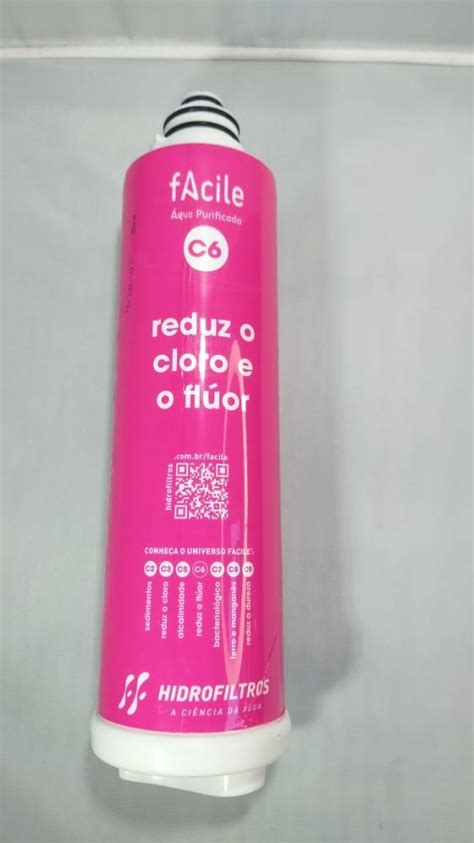 fAcile
Água Purificada
C6
reduz o
cloro e
o flúor
.com.br/facile
hidrofiltros
CONHEÇA O UNIVERSO FACILE:
C2 C3 C5 C6 C7 C8 C9
sedimentos
reduz o cloro
alcalinidade
reduz o flúor
bacteriológico
ferro e manganês
reduz a dureza
HIDROFILTROS
A CIÊNCIA DA ÁGUA